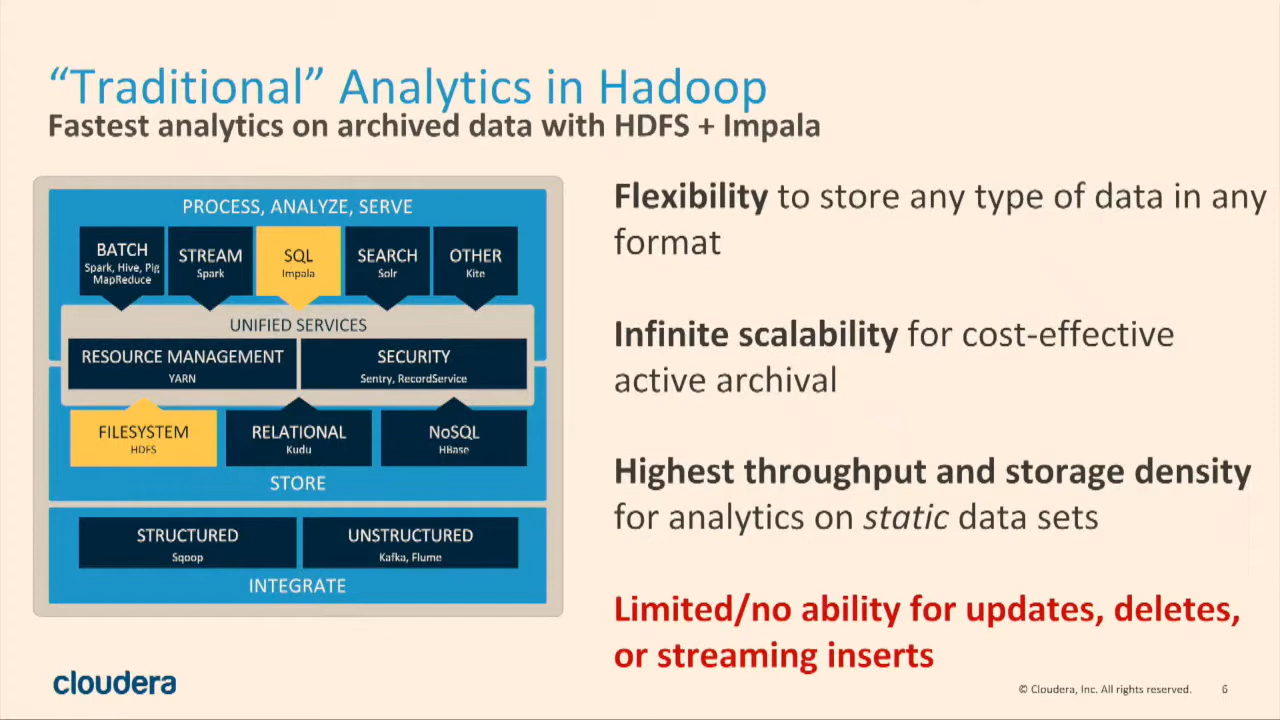 “Traditional” Analytics in Hadoop
Fastest analytics on archived data with HDFS + Impala
PROCESS, ANALYZE, SERVE
BATCH
Spark, Hive, Pig
MapReduce
STREAM
Spark
SQL
Impala
SEARCH
Solr
OTHER
Kite
UNIFIED SERVICES
RESOURCE MANAGEMENT
YARN
SECURITY
Sentry, RecordService
FILESYSTEM
HDFS
RELATIONAL
Kudu
NoSQL
HBase
STORE
STRUCTURED
Sqoop
UNSTRUCTURED
Kafka, Flume
INTEGRATE
Flexibility to store any type of data in any
format
Infinite scalability for cost-effective
active archival
Highest throughput and storage density
for analytics on static data sets
Limited/no ability for updates, deletes,
or streaming inserts
cloudera
© Cloudera, Inc. All rights reserved. 6